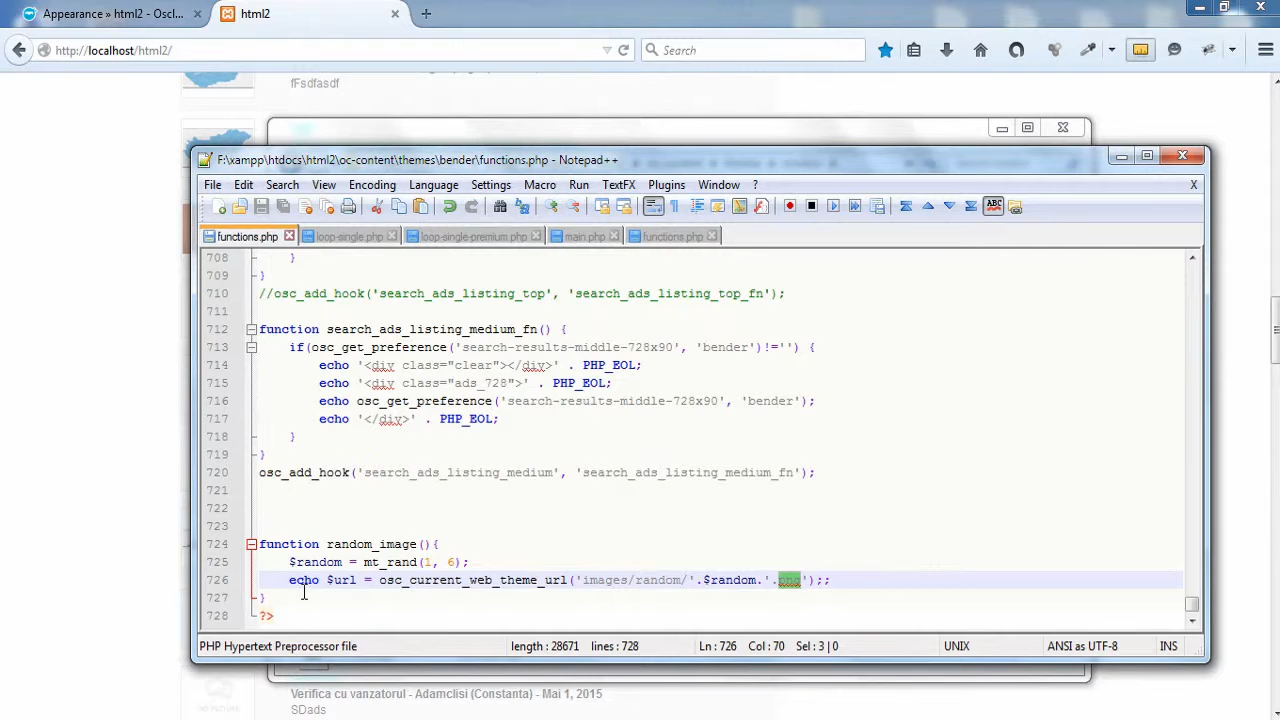 Appearance » html2 - Oscl...
html2
http://localhost/html2/
Search
fFsdfasdf
F:\xampp\htdocs\html2\oc-content\themes\bender\functions.php - Notepad++
File Edit Search View Encoding Language Settings Macro Run TextFX Plugins Window ? X
functions.php loop-single.php loop-single-premium.php main.php functions.php
708 }
709 }
710 //osc_add_hook('search_ads_listing_top', 'search_ads_listing_top_fn');
711
712 function search_ads_listing_medium_fn() {
713 if(osc_get_preference('search-results-middle-728x90', 'bender')!='') {
714 echo '<div class="clear"></div>' . PHP_EOL;
715 echo '<div class="ads_728">' . PHP_EOL;
716 echo osc_get_preference('search-results-middle-728x90', 'bender');
717 echo '</div>' . PHP_EOL;
718 }
719 }
720 osc_add_hook('search_ads_listing_medium', 'search_ads_listing_medium_fn');
721
722
723
724 function random_image(){
725 $random = mt_rand(1, 6);
726 echo $url = osc_current_web_theme_url('images/random/'.$random.'.png');;
727 }
728 ?>
PHP Hypertext Preprocessor file length : 28671 lines : 728 Ln : 726 Col : 70 Sel : 3 | 0 UNIX ANSI as UTF-8 INS
Verifica cu vanzatorul - Adamclisi (Constanta) - Mai 1, 2015
SDads